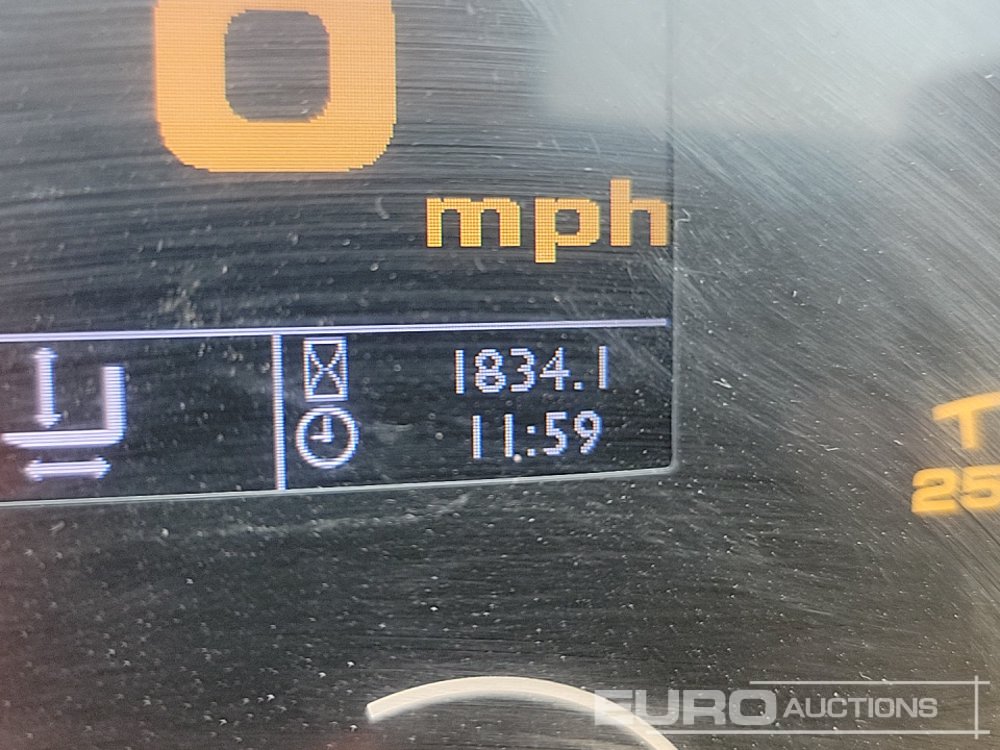 0
mph
1834.1
11:59
T
25
EURO AUCTIONS